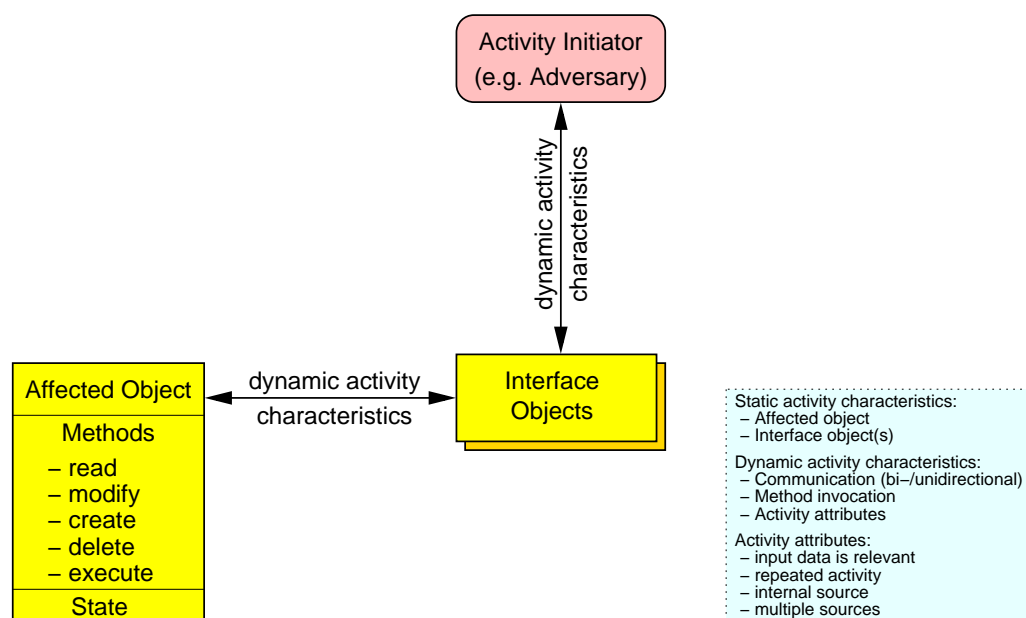 Activity Initiator
(e.g. Adversary)
dynamic activity
characteristics
Affected Object
Methods
– read
– modify
– create
– delete
– execute
State
dynamic activity
characteristics
Interface
Objects
Static activity characteristics:
– Affected object
– Interface object(s)
Dynamic activity characteristics:
– Communication (bi–/unidirectional)
– Method invocation
– Activity attributes
Activity attributes:
– input data is relevant
– repeated activity
– internal source
– multiple sources